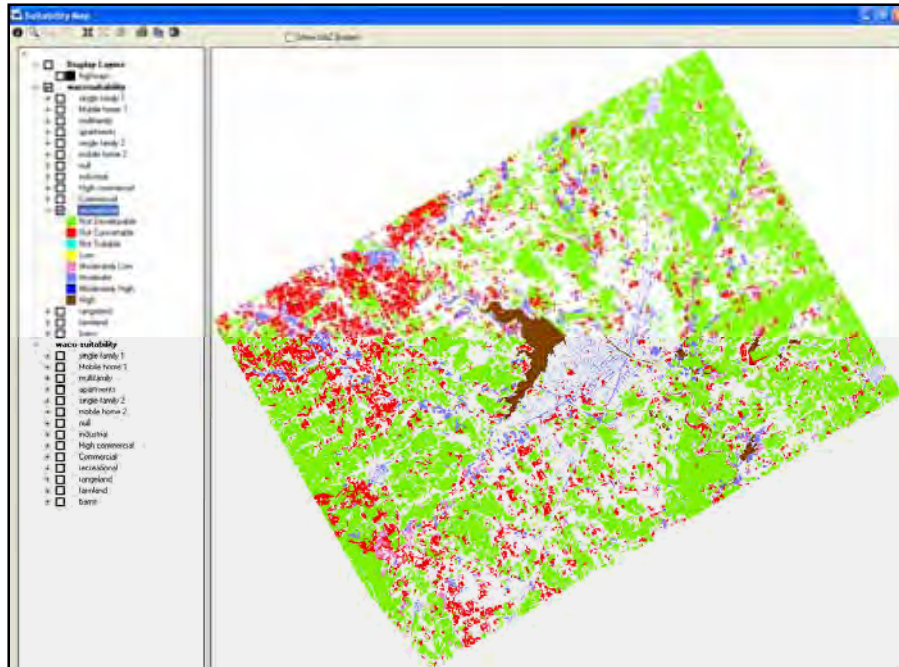 Suitability Map
Display Layers
highways
waco suitability
single family 1
Mobile home 1
multifamily
apartments
single family 2
mobile home 2
null
industrial
High commercial
Commercial
recreational
Not Developable
Not Convertable
Not Suitable
Low
Moderately Low
Moderate
Moderately High
High
rangeland
farmland
waco-suitability
single family 1
Mobile home 1
multifamily
apartments
single family 2
mobile home 2
null
industrial
High commercial
Commercial
recreational
rangeland
farmland